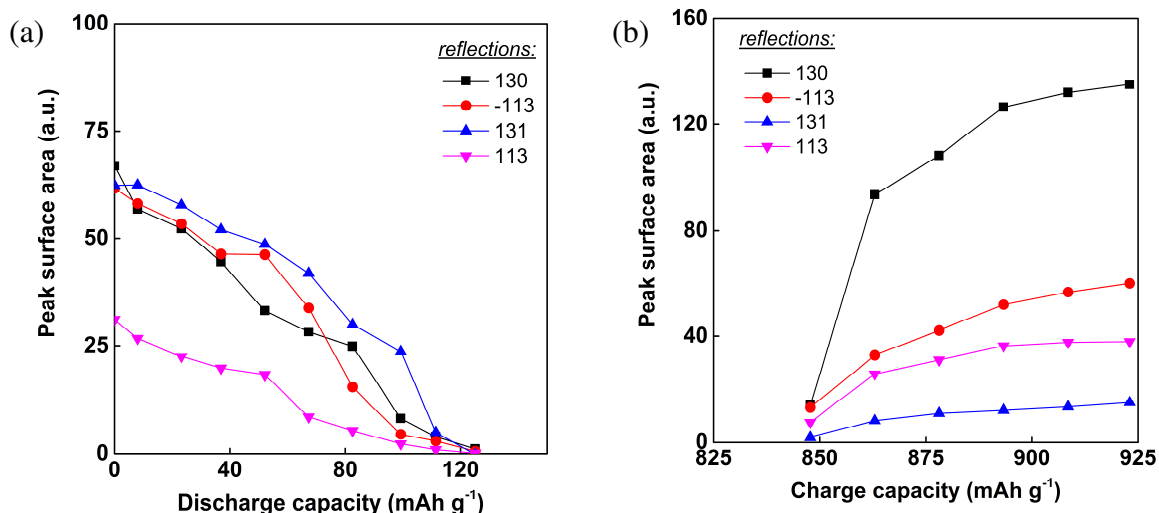 (a)
100
75
50
25
0
0 40 80 120
Peak surface area (a.u.)
Discharge capacity (mAh g⁻¹)
reflections:
130
-113
131
113
(b)
160
120
80
40
0
825 850 875 900 925
Peak surface area (a.u.)
Charge capacity (mAh g⁻¹)
reflections:
130
-113
131
113